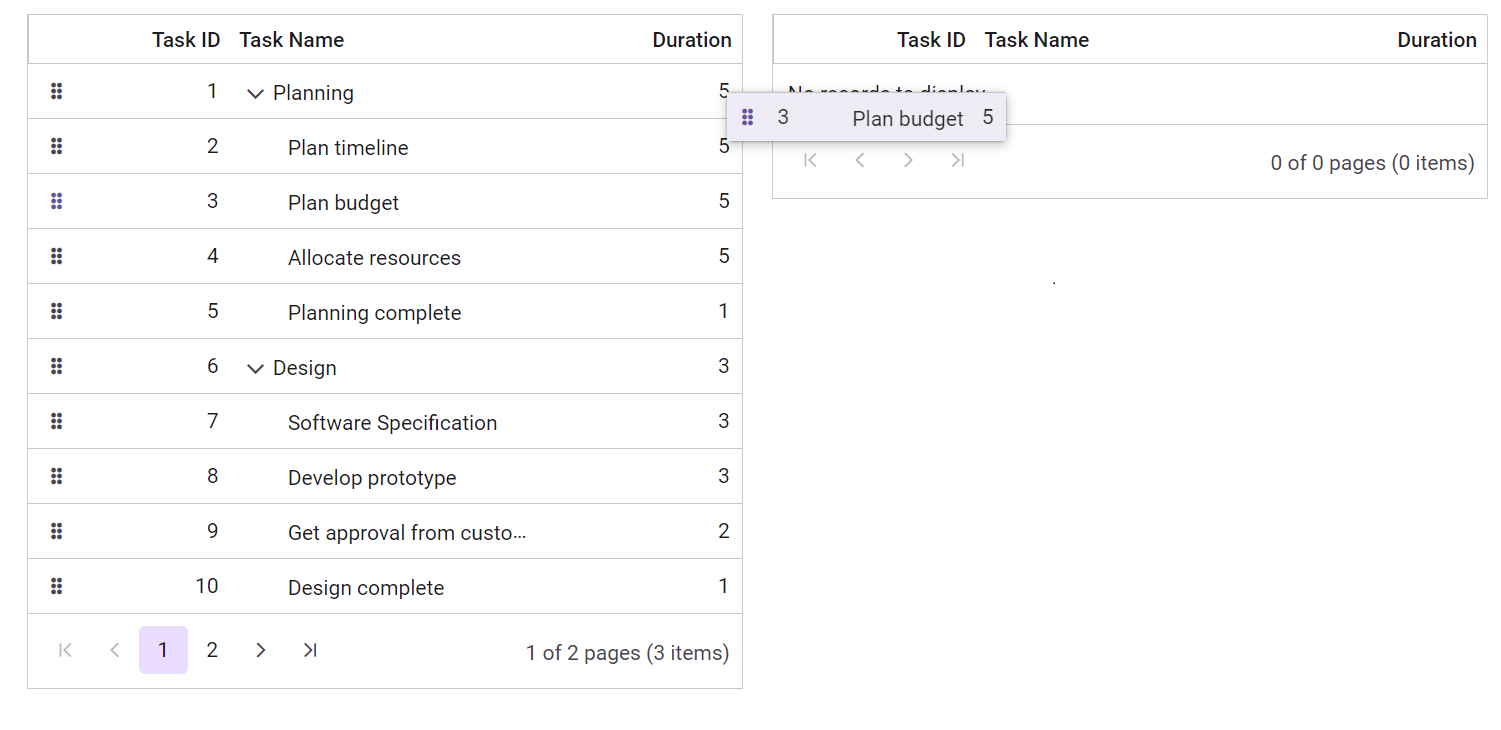 Task ID Task Name Duration
1 Planning 5
2 Plan timeline 5
3 Plan budget 5
4 Allocate resources 5
5 Planning complete 1
6 Design 3
7 Software Specification 3
8 Develop prototype 3
9 Get approval from custo...
2
10 Design complete 1
1 2 1 of 2 pages (3 items)
Task ID Task Name Duration
No records to display
3 Plan budget 5
0 of 0 pages (0 items)